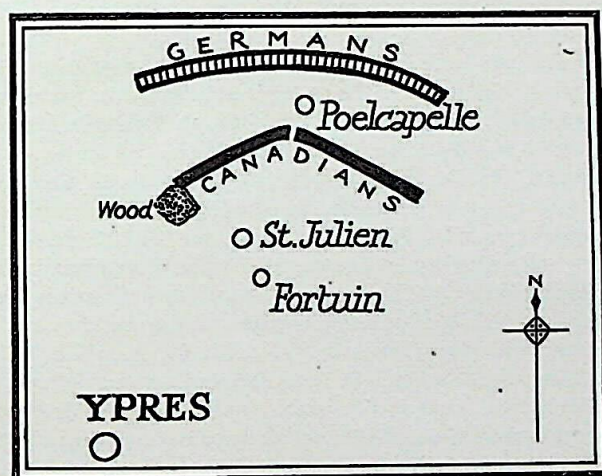 GERMANS
Poelcapelle
CANADIANS
Wood
St. Julien
Fortuin
N
YPRES